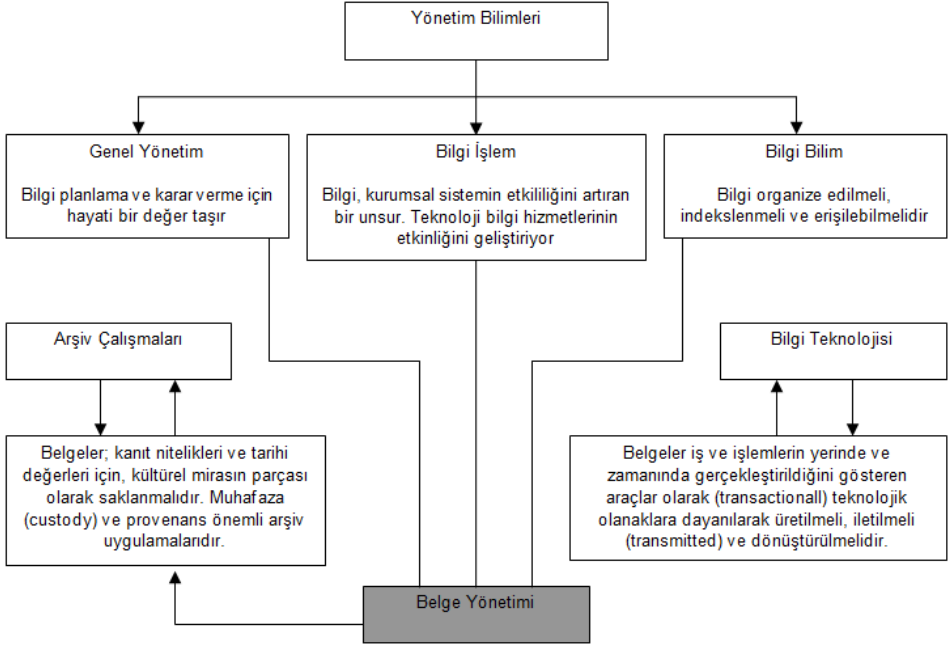 Yönetim Bilimleri
Genel Yönetim
Bilgi planlama ve karar verme için
hayati bir değer taşır
Bilgi İşlem
Bilgi, kurumsal sistemin etkililiğini artıran
bir unsur. Teknoloji bilgi hizmetlerinin
etkinliğini geliştiriyor
Bilgi Bilim
Bilgi organize edilmeli,
indekslenmeli ve erişilebilmelidir
Arşiv Çalışmaları
Bilgi Teknolojisi
Belgeler; kanıt nitelikleri ve tarihi
değerleri için, kültürel mirasın parçası
olarak saklanmalıdır. Muhafaza
(custody) ve provenans önemli arşiv
uygulamalarıdır.
Belgeler iş ve işlemlerin yerinde ve
zamanında gerçekleştirildiğini gösteren
araçlar olarak (transactionall) teknolojik
olanaklara dayanılarak üretilmeli, iletilmeli
(transmitted) ve dönüştürülmelidir.
Belge Yönetimi